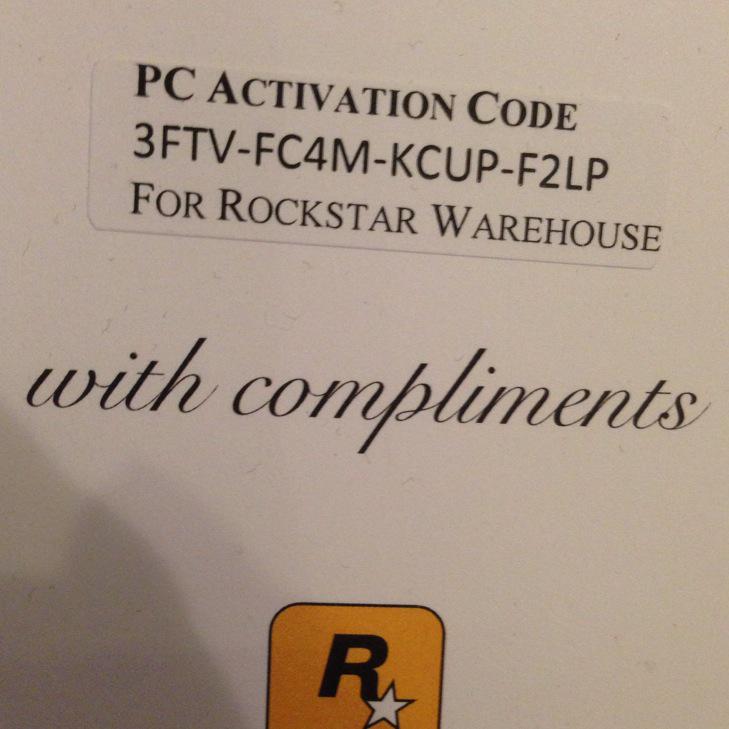 PC ACTIVATION CODE
3FTV-FC4M-KCUP-F2LP
FOR ROCKSTAR WAREHOUSE
with compliments
R